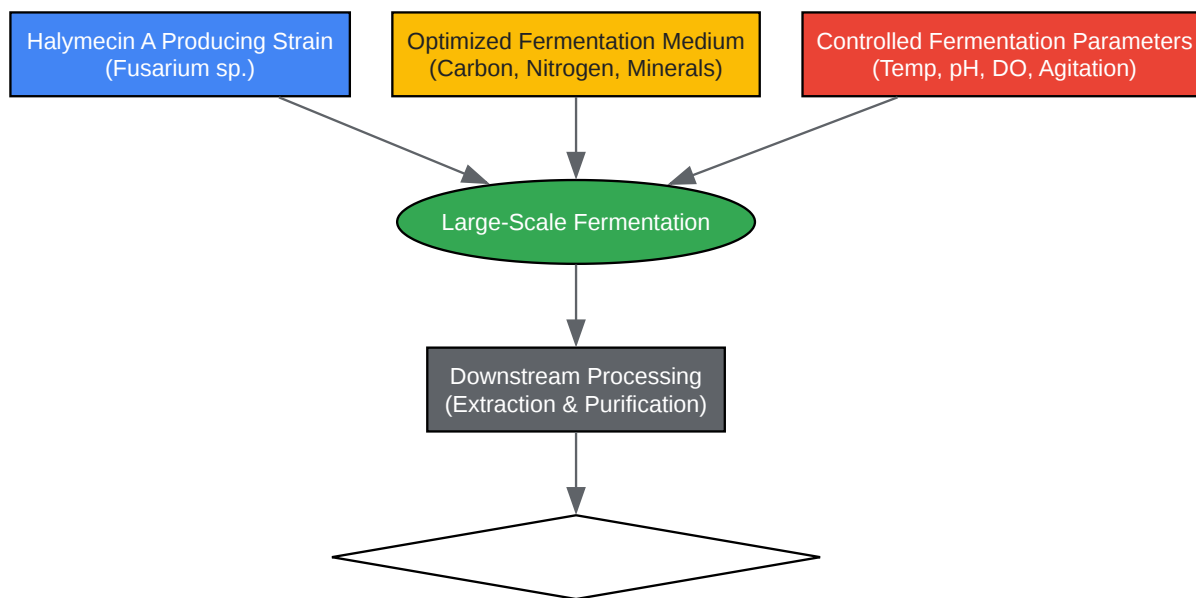 Halymecin A Producing Strain
(Fusarium sp.)
Optimized Fermentation Medium
(Carbon, Nitrogen, Minerals)
Controlled Fermentation Parameters
(Temp, pH, DO, Agitation)
Large-Scale Fermentation
Downstream Processing
(Extraction & Purification)